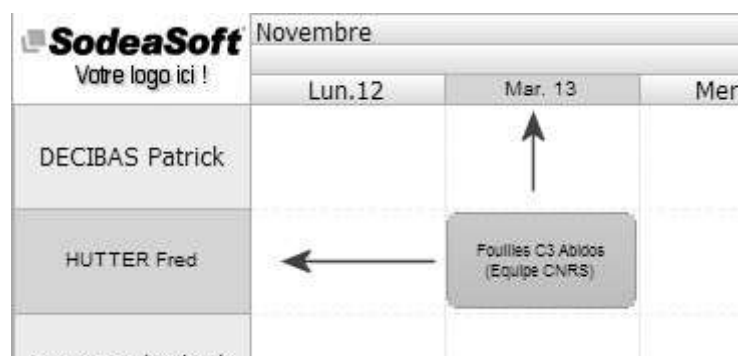 SodeaSoft
Votre logo ici !
Novembre
Lun.12
Mar. 13
Mer
DECIBAS Patrick
HUTTER Fred
Fouilles C3 Abidos
(Equipe CNRS)